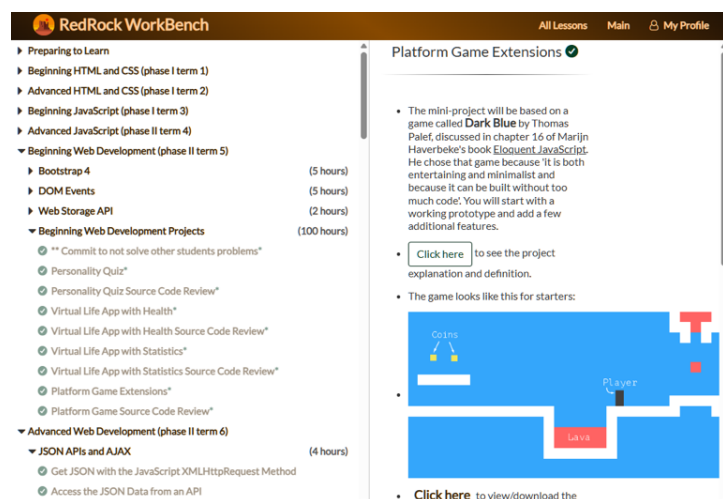 RedRock WorkBench
All Lessons Main My Profile
Preparing to Learn
Beginning HTML and CSS (phase I term 1)
Advanced HTML and CSS (phase I term 2)
Beginning JavaScript (phase II term 3)
Advanced JavaScript (phase II term 4)
Beginning Web Development (phase II term 5)
Bootstrap 4 (5 hours)
DOM Events (5 hours)
Web Storage API (2 hours)
Beginning Web Development Projects (100 hours)
** Commit to not solve other students problems*
Personality Quiz*
Personality Quiz Source Code Review*
Virtual Life App with Health*
Virtual Life App with Health Source Code Review*
Virtual Life App with Statistics*
Virtual Life App with Statistics Source Code Review*
Platform Game Extensions*
Platform Game Source Code Review*
Advanced Web Development (phase II term 6)
JSON APIs and AJAX (4 hours)
Get JSON with the JavaScript XMLHttpRequest Method
Access the JSON Data from an API
Platform Game Extensions
The mini-project will be based on a
game called Dark Blue by Thomas
Palef, discussed in chapter 16 of Marijn
Haverbeke's book Eloquent JavaScript.
He chose that game because 'it is both
entertaining and minimalist and
because it can be built without too
much code'. You will start with a
working prototype and add a few
additional features.
Click here to see the project
explanation and definition.
The game looks like this for starters:
Coins
Player
Lava
Click here to view/download the